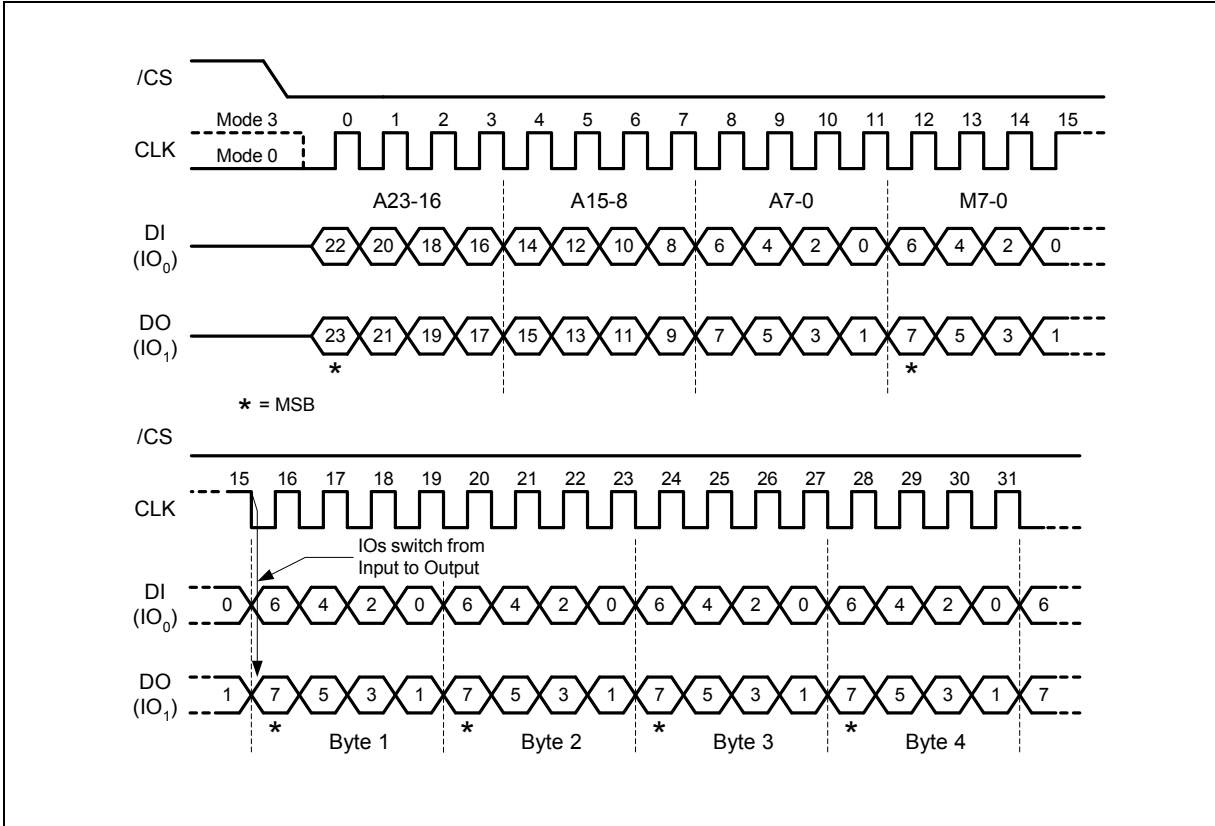 /CS
Mode 3 0 1 2 3 4 5 6 7 8 9 10 11 12 13 14 15
CLK
Mode 0
A23-16 A15-8 A7-0 M7-0
DI
(IO0)
22 20 18 16 14 12 10 8 6 4 2 0 6 4 2 0
DO
(IO1)
23 21 19 17 15 13 11 9 7 5 3 1 7 5 3 1
* *
* = MSB
/CS
15 16 17 18 19 20 21 22 23 24 25 26 27 28 29 30 31
CLK
IOs switch from
Input to Output
DI
(IO0)
0 6 4 2 0 6 4 2 0 6 4 2 0 6 4 2 0 6
DO
(IO1)
1 7 5 3 1 7 5 3 1 7 5 3 1 7 5 3 1 7
* * * *
Byte 1 Byte 2 Byte 3 Byte 4